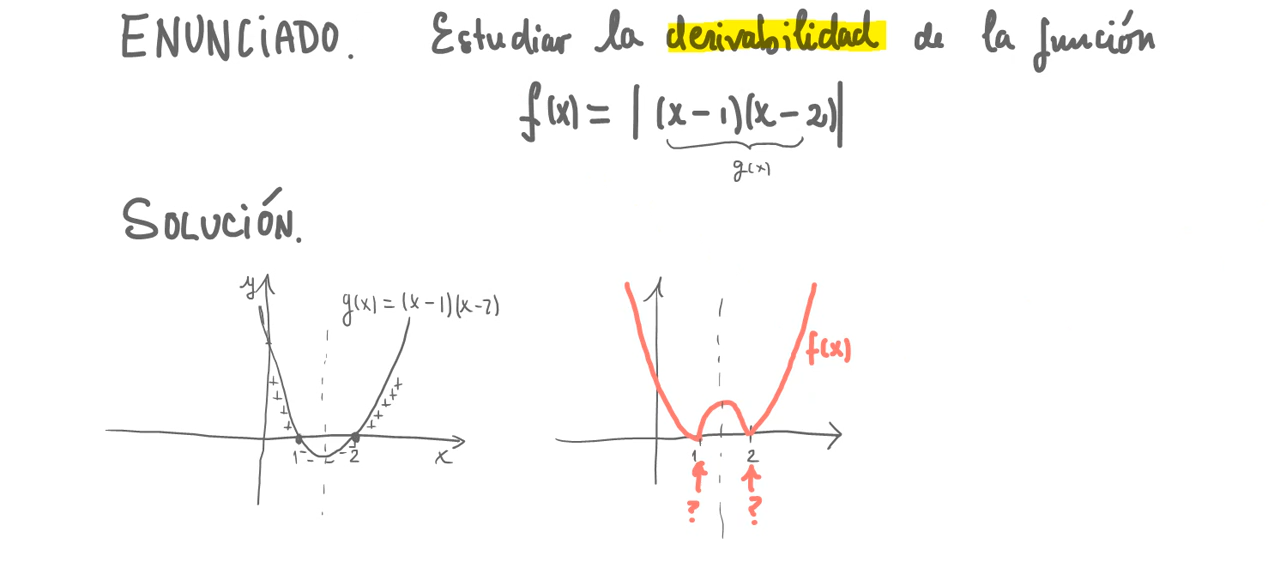 ENUNCIADO. Estudiar la derivabilidad de la función
f(x) = | (x-1)(x-2)|
g(x)
SOLUCIÓN.
y
g(x) = (x-1)(x-2)
f(x)
1 2 x
1 2
? ?